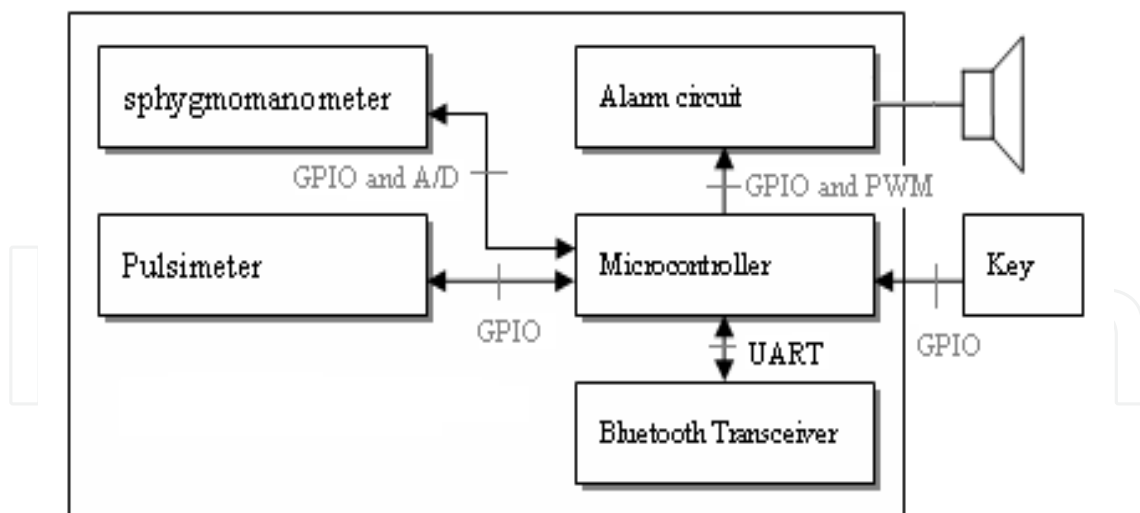 sphygmomanometer
Alarm circuit
GPIO and A/D
GPIO and PWM
Pulsimeter
Microcontroller
Key
GPIO
GPIO
UART
Bluetooth Transceiver